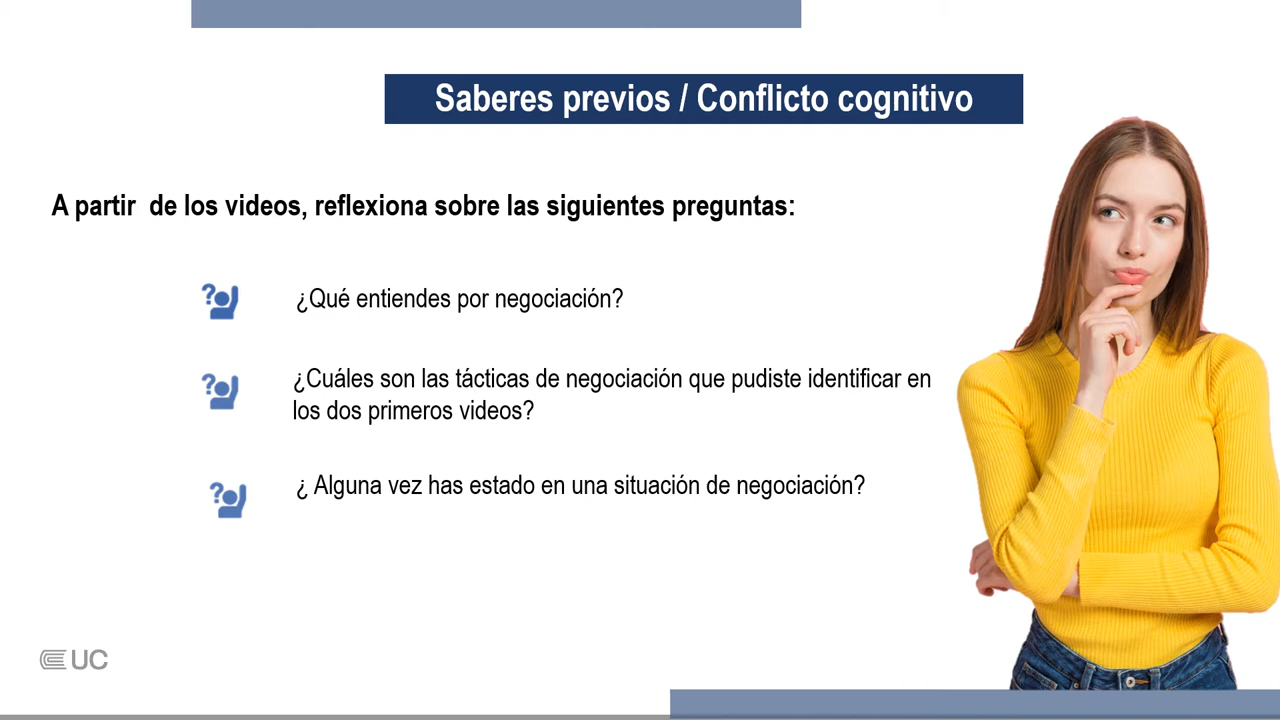 Saberes previos / Conflicto cognitivo
A partir de los videos, reflexiona sobre las siguientes preguntas:
¿Qué entiendes por negociación?
¿Cuáles son las tácticas de negociación que pudiste identificar en
los dos primeros videos?
¿ Alguna vez has estado en una situación de negociación?
UC